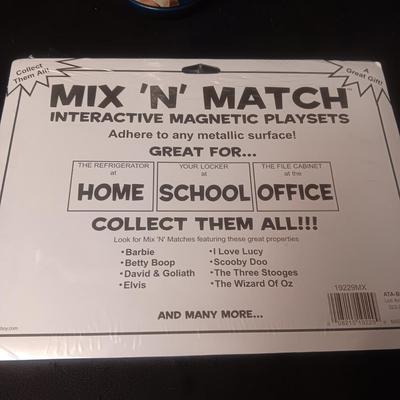 Collect
Them All!
A
Great Gift!
MIX 'N' MATCH™
INTERACTIVE MAGNETIC PLAYSETS
Adhere to any metallic surface!
GREAT FOR...
THE REFRIGERATOR
at
HOME
YOUR LOCKER
at
SCHOOL
THE FILE CABINET
at the
OFFICE
COLLECT THEM ALL!!!
Look for Mix 'N' Matches featuring these great properties
•Barbie
•Betty Boop
•David & Goliath
•Elvis
•I Love Lucy
•Scooby Doo
•The Three Stooges
•The Wizard Of Oz
AND MANY MORE...
19229MX